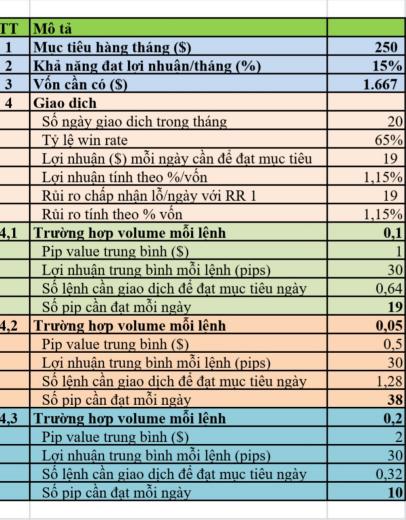 TT Mô tả
1 Mục tiêu hàng tháng ($) 250
2 Khả năng đạt lợi nhuận/tháng (%) 15%
3 Vốn cần có ($) 1.667
4 Giao dịch
Số ngày giao dich trong tháng 20
Tỷ lệ win rate 65%
Lợi nhuận ($) mỗi ngày cần để đạt mục tiêu 19
Lợi nhuận tính theo %/vốn 1,15%
Rủi ro chấp nhận lỗ/ngày với RR 1 19
Rủi ro tính theo % vốn 1,15%
4,1 Trường hợp volume mỗi lệnh 0,1
Pip value trung bình ($) 1
Lợi nhuận trung bình mỗi lệnh (pips) 30
Số lệnh cần giao dịch để đạt mục tiêu ngày 0,64
Số pip cần đạt mỗi ngày 19
4,2 Trường hợp volume mỗi lệnh 0,05
Pip value trung bình ($) 0,5
Lợi nhuận trung bình mỗi lệnh (pips) 30
Số lệnh cần giao dịch để đạt mục tiêu ngày 1,28
Số pip cần đạt mỗi ngày 38
4,3 Trường hợp volume mỗi lệnh 0,2
Pip value trung bình ($) 2
Lợi nhuận trung bình mỗi lệnh (pips) 30
Số lệnh cần giao dịch để đạt mục tiêu ngày 0,32
Số pip cần đạt mỗi ngày 10